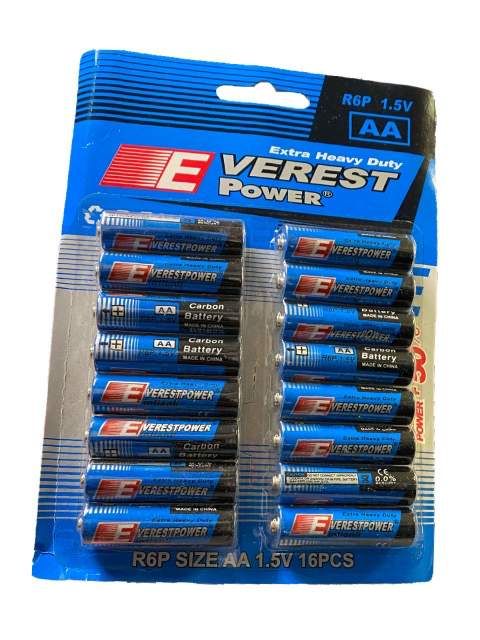 R6P 1.5V
AA
Extra Heavy Duty
EVEREST
POWER®
EVERESTPOWER
EVERESTPOWER
AA Carbon
Battery
MADE IN CHINA
AA Carbon
Battery
MADE IN CHINA
EVERESTPOWER
EVERESTPOWER
AA Carbon
Battery
EVERESTPOWER
Extra Heavy Duty
EVERESTPOWER
EVERESTPOWER
EVERESTPOWER
Battery
MADE IN CHINA
EVERESTPOWER
AA Carbon
Battery
MADE IN CHINA
Extra Heavy Duty
EVERESTPOWER
Extra Heavy Duty
EVERESTPOWER
CE
0.0%
Extra Heavy Duty
EVERESTPOWER
POWER
R6P SIZE AA 1.5V 16PCS